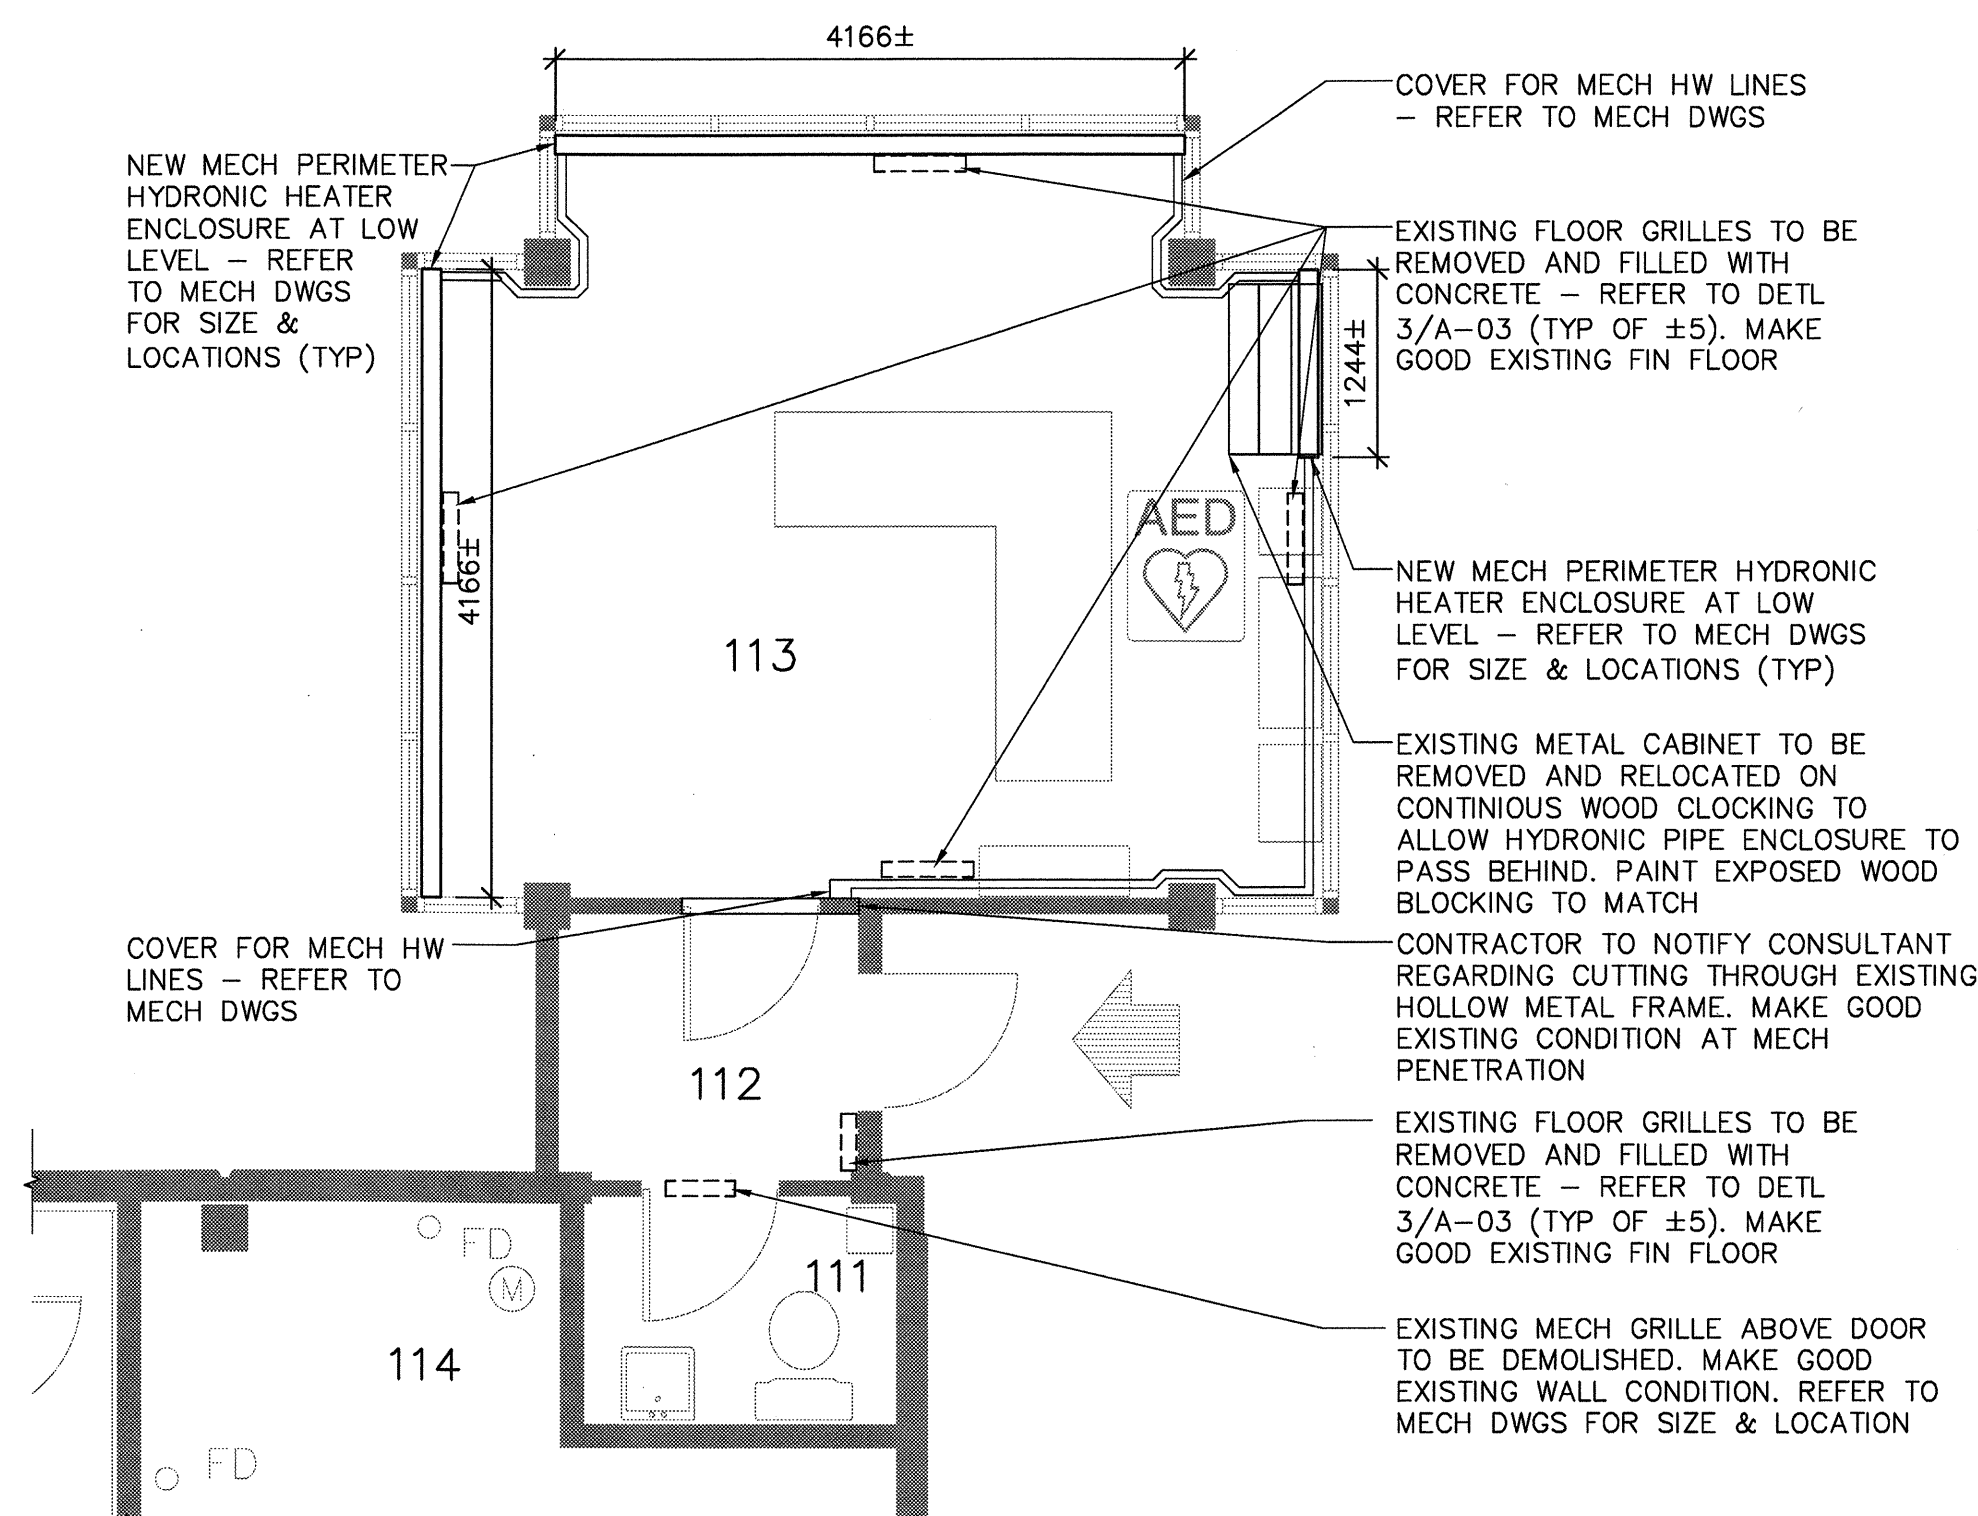 4166±
COVER FOR MECH HW LINES
– REFER TO MECH DWGS
NEW MECH PERIMETER
HYDRONIC HEATER
ENCLOSURE AT LOW
LEVEL – REFER
TO MECH DWGS
FOR SIZE &
LOCATIONS (TYP)
EXISTING FLOOR GRILLES TO BE
REMOVED AND FILLED WITH
CONCRETE – REFER TO DETL
3/A–03 (TYP OF ±5). MAKE
GOOD EXISTING FIN FLOOR
1244±
4166±
AED
113
NEW MECH PERIMETER HYDRONIC
HEATER ENCLOSURE AT LOW
LEVEL – REFER TO MECH DWGS
FOR SIZE & LOCATIONS (TYP)
EXISTING METAL CABINET TO BE
REMOVED AND RELOCATED ON
CONTINIOUS WOOD CLOCKING TO
ALLOW HYDRONIC PIPE ENCLOSURE TO
PASS BEHIND. PAINT EXPOSED WOOD
BLOCKING TO MATCH
COVER FOR MECH HW
LINES – REFER TO
MECH DWGS
CONTRACTOR TO NOTIFY CONSULTANT
REGARDING CUTTING THROUGH EXISTING
HOLLOW METAL FRAME. MAKE GOOD
EXISTING CONDITION AT MECH
PENETRATION
112
EXISTING FLOOR GRILLES TO BE
REMOVED AND FILLED WITH
CONCRETE – REFER TO DETL
3/A–03 (TYP OF ±5). MAKE
GOOD EXISTING FIN FLOOR
FD
M
111
114
EXISTING MECH GRILLE ABOVE DOOR
TO BE DEMOLISHED. MAKE GOOD
EXISTING WALL CONDITION. REFER TO
MECH DWGS FOR SIZE & LOCATION
FD